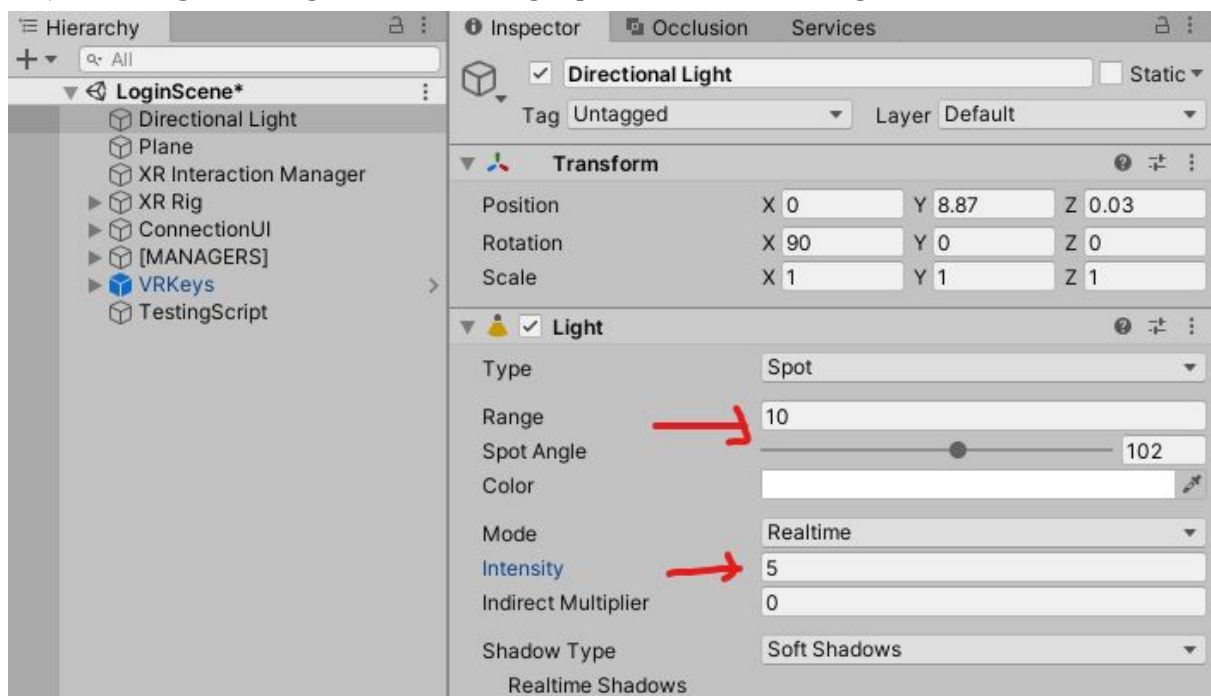 Hierarchy
All
LoginScene*
Directional Light
Plane
XR Interaction Manager
XR Rig
ConnectionUI
[MANAGERS]
VRKeys
TestingScript
Inspector Occlusion Services
Directional Light Static
Tag Untagged Layer Default
Transform
Position X 0 Y 8.87 Z 0.03
Rotation X 90 Y 0 Z 0
Scale X 1 Y 1 Z 1
Light
Type Spot
Range 10
Spot Angle 102
Color
Mode Realtime
Intensity 5
Indirect Multiplier 0
Shadow Type Soft Shadows
Realtime Shadows